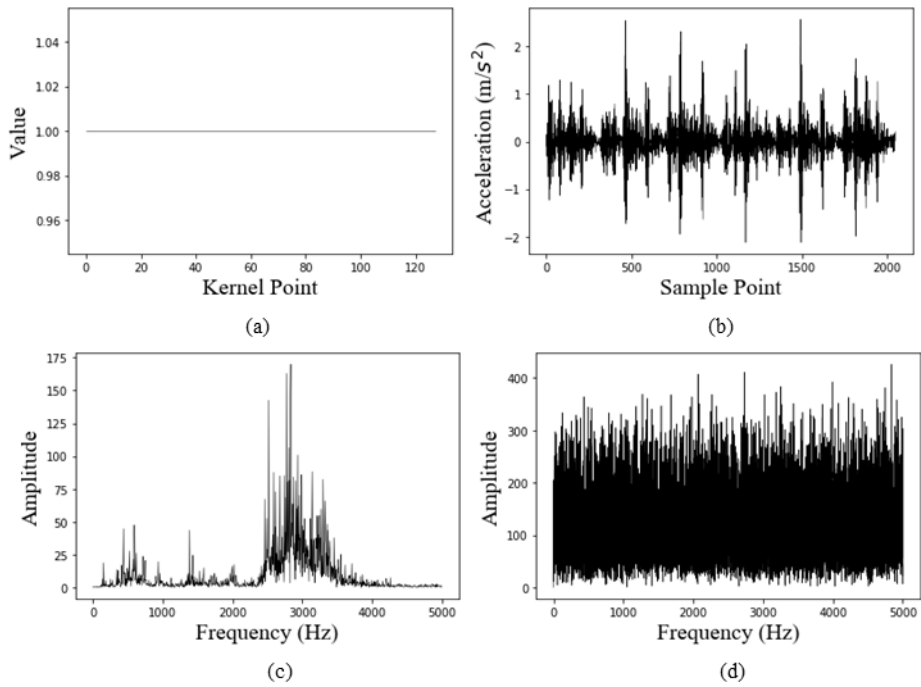 1.04
1.02
1.00
0.98
0.96
Value
0 20 40 60 80 100 120
Kernel Point
(a)
2
1
0
−1
−2
Acceleration (m/s²)
0 500 1000 1500 2000
Sample Point
(b)
175
150
125
100
75
50
25
0
Amplitude
0 1000 2000 3000 4000 5000
Frequency (Hz)
(c)
400
300
200
100
0
Amplitude
0 1000 2000 3000 4000 5000
Frequency (Hz)
(d)